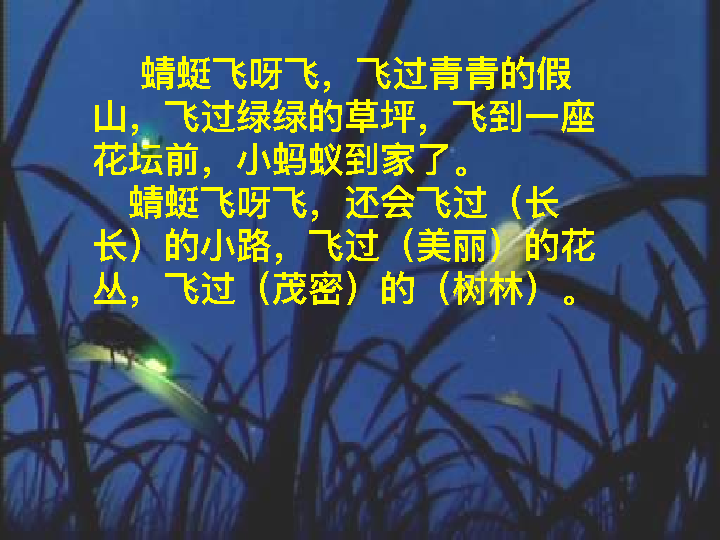 蜻蜓飞呀飞，飞过青青的假
山，飞过绿绿的草坪，飞到一座
花坛前，小蚂蚁到家了。
蜻蜓飞呀飞，还会飞过（长
长）的小路，飞过（美丽）的花
丛，飞过（茂密）的（树林）。